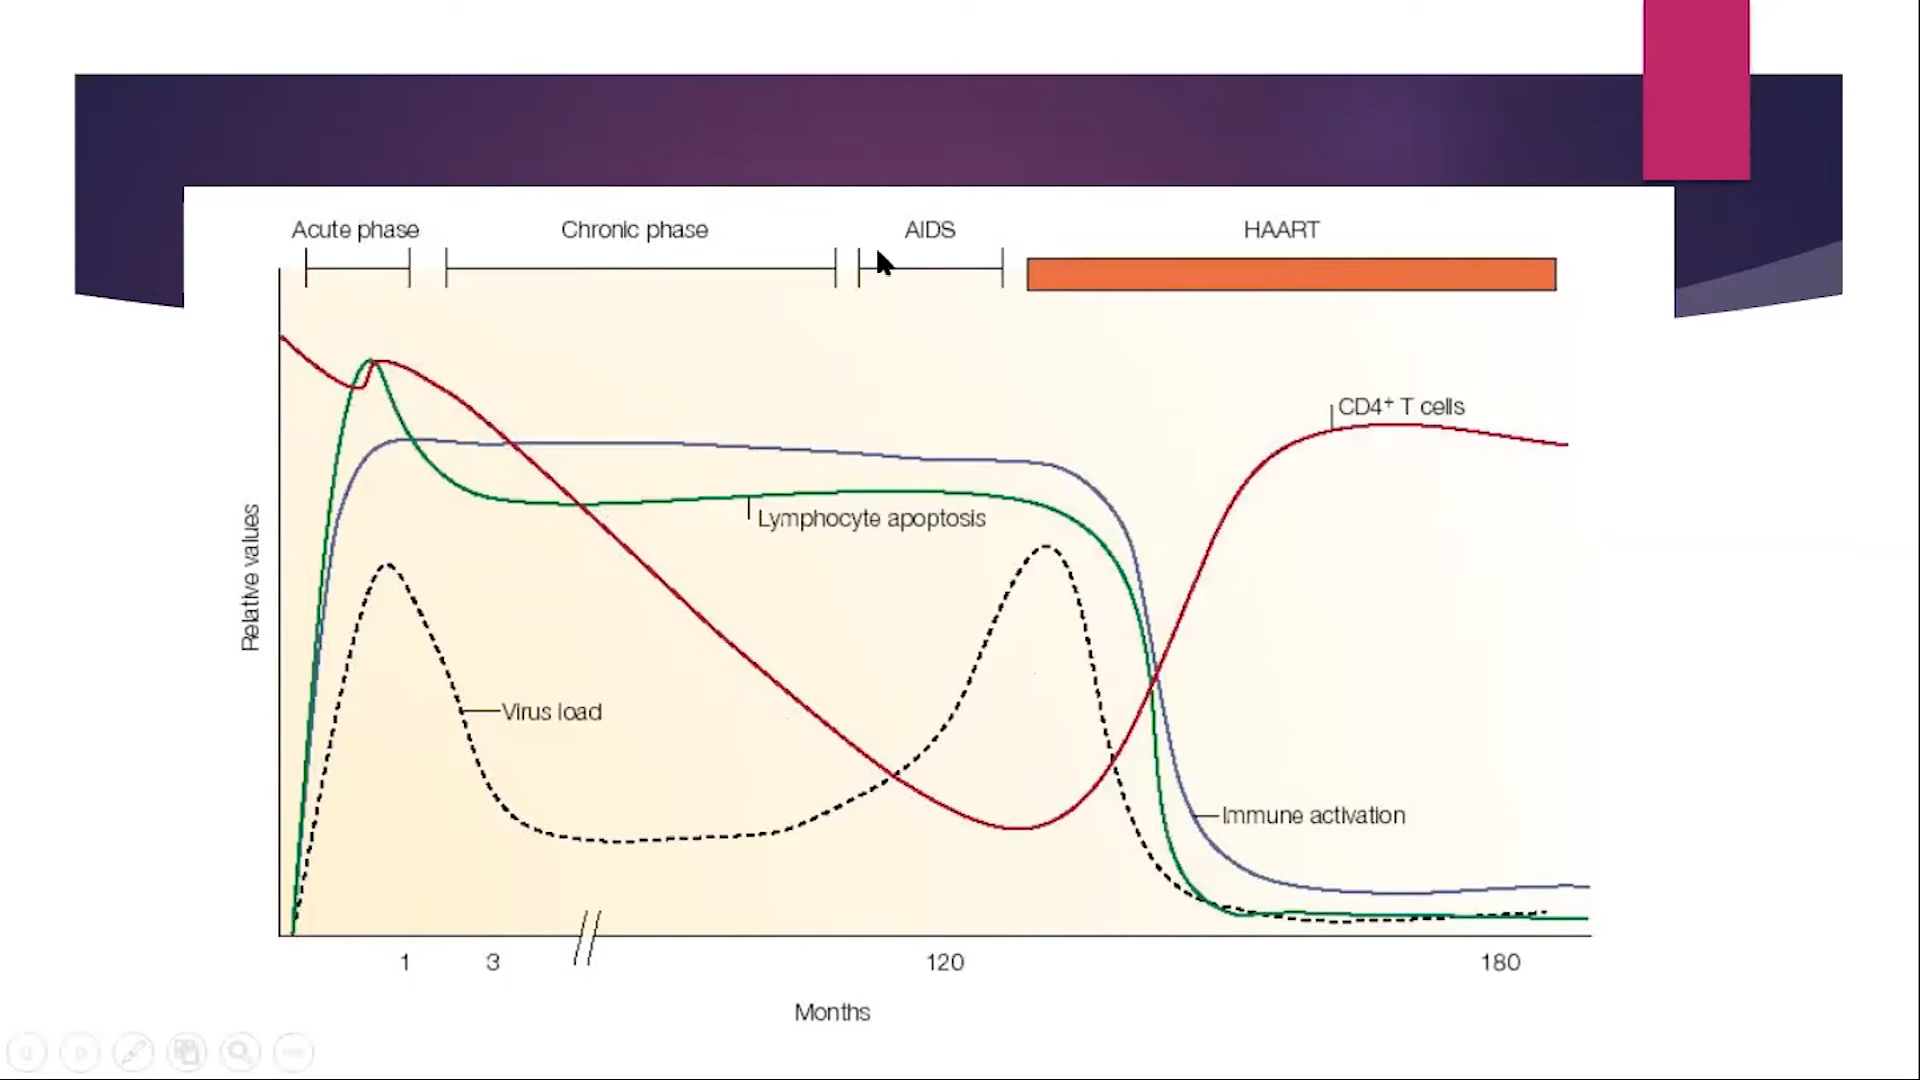 Acute phase
Chronic phase
AIDS
HAART
CD4⁺ T cells
Lymphocyte apoptosis
Relative values
Virus load
Immune activation
1 3 120 180
Months